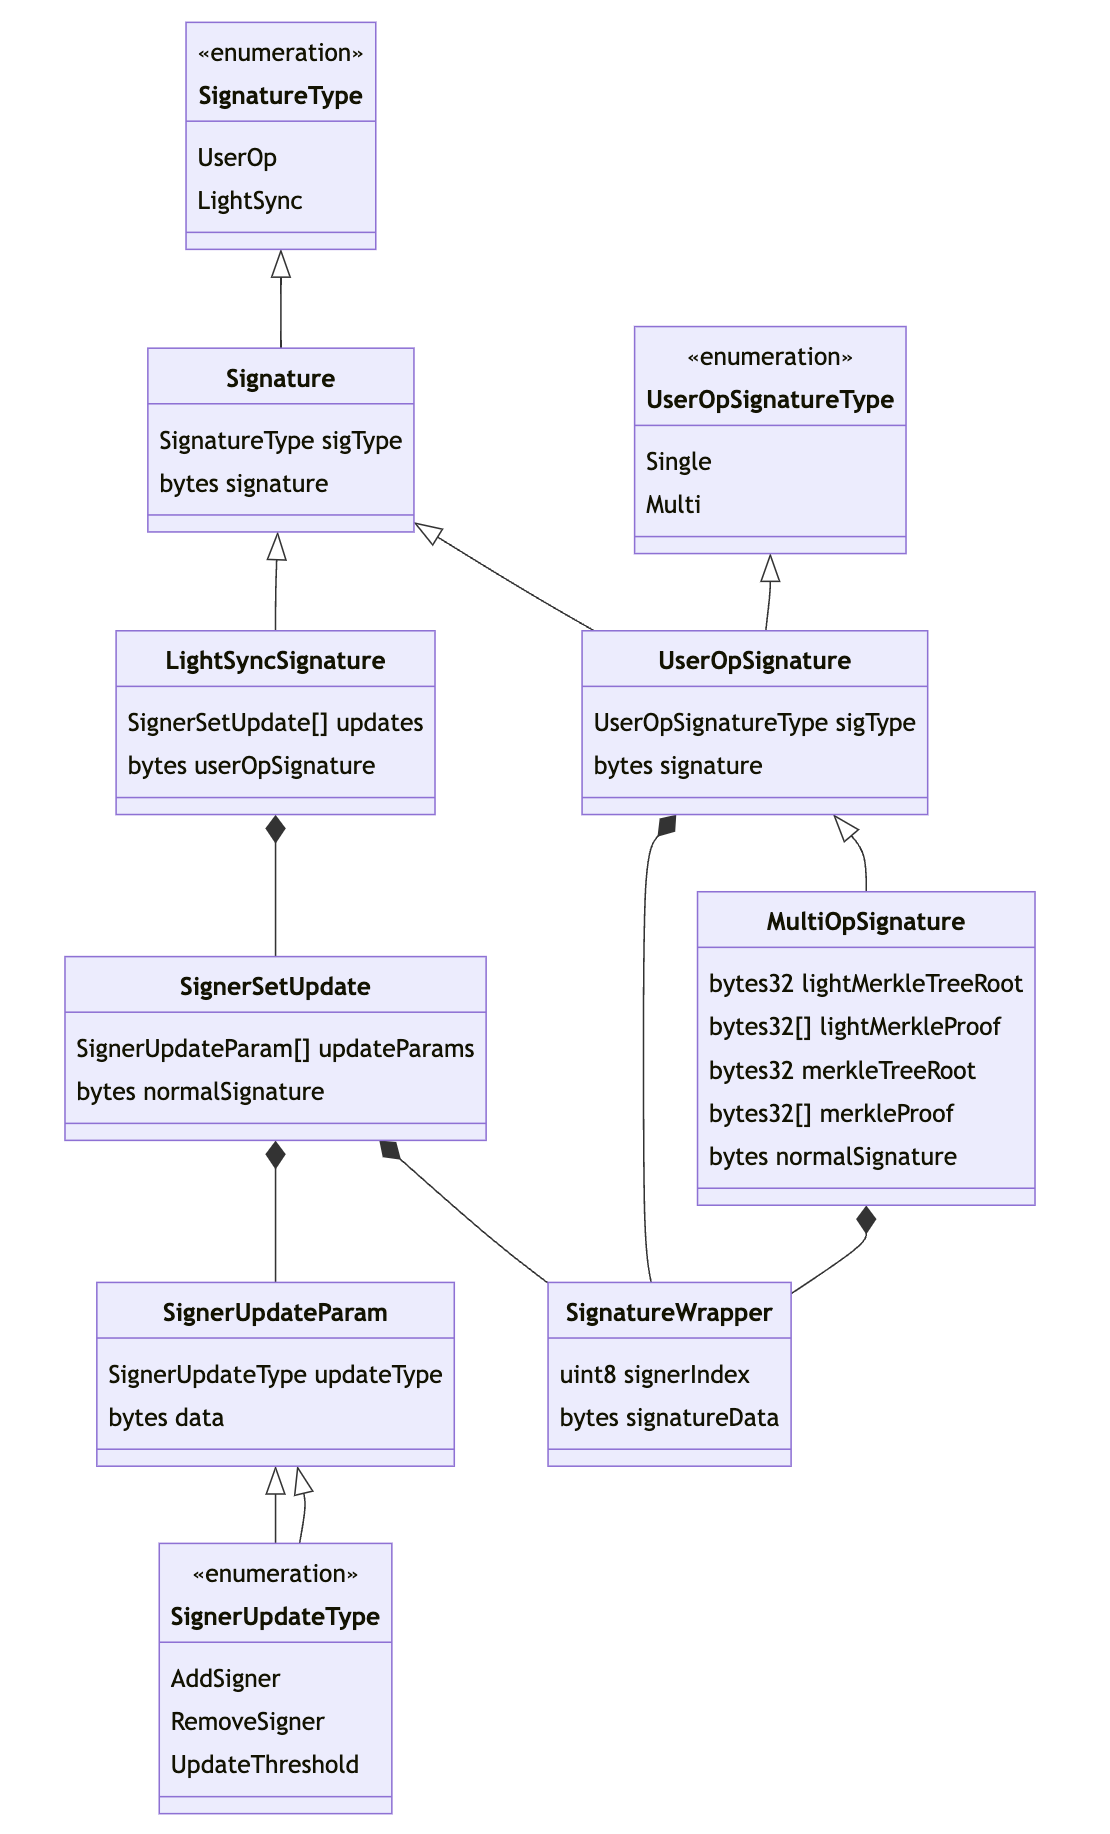 «enumeration»
SignatureType
UserOp
LightSync
Signature
SignatureType sigType
bytes signature
«enumeration»
UserOpSignatureType
Single
Multi
LightSyncSignature
SignerSetUpdate[] updates
bytes userOpSignature
UserOpSignature
UserOpSignatureType sigType
bytes signature
MultiOpSignature
bytes32 lightMerkleTreeRoot
bytes32[] lightMerkleProof
bytes32 merkleTreeRoot
bytes32[] merkleProof
bytes normalSignature
SignerSetUpdate
SignerUpdateParam[] updateParams
bytes normalSignature
SignerUpdateParam
SignerUpdateType updateType
bytes data
SignatureWrapper
uint8 signerIndex
bytes signatureData
«enumeration»
SignerUpdateType
AddSigner
RemoveSigner
UpdateThreshold